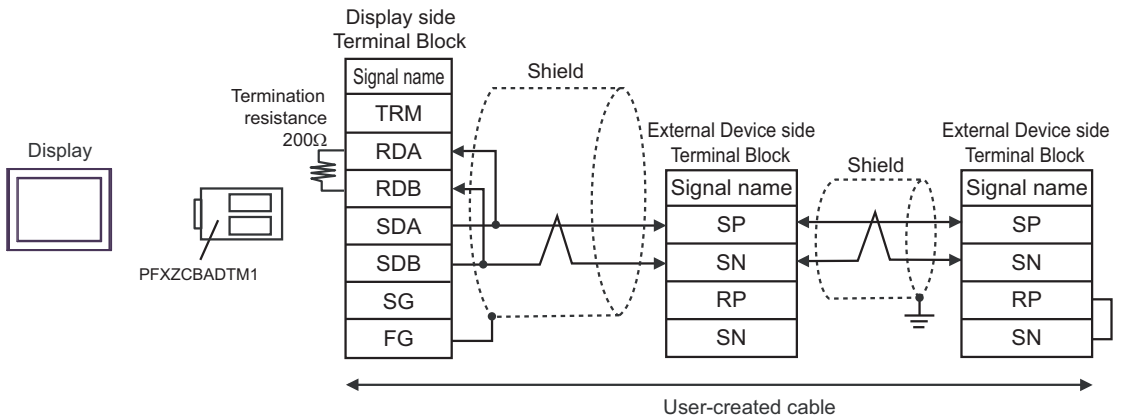 Display
PFXZCBADTM1
Termination
resistance
200Ω
Display side
Terminal Block
Signal name
TRM
RDA
RDB
SDA
SDB
SG
FG
Shield
External Device side
Terminal Block
Signal name
SP
SN
RP
SN
Shield
External Device side
Terminal Block
Signal name
SP
SN
RP
SN
User-created cable